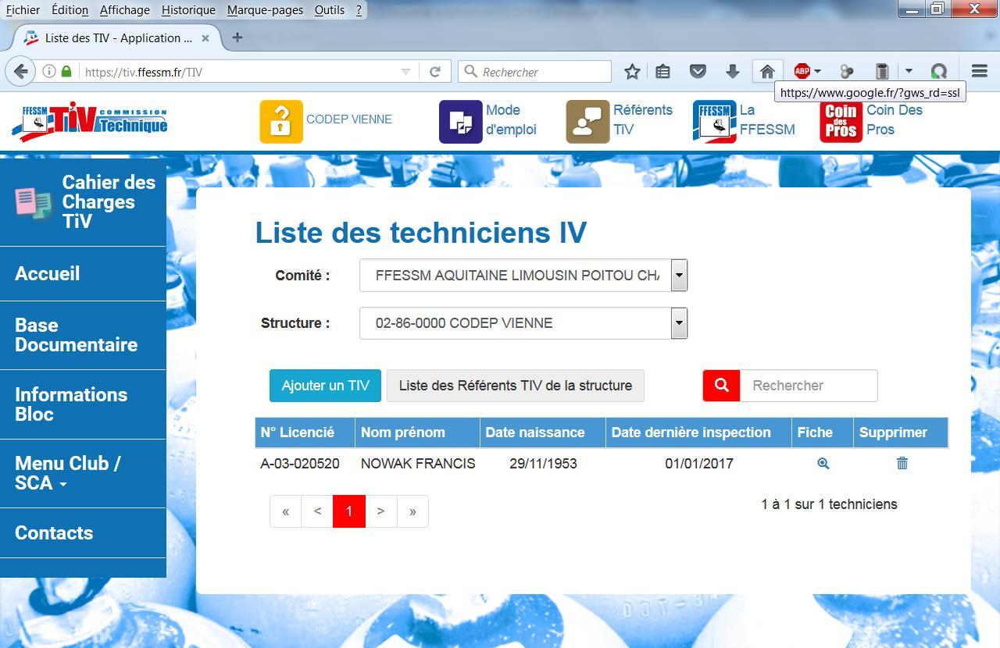 Fichier Édition Affichage Historique Marque-pages Outils ?
Liste des TIV - Application ...
https://tiv.ffessm.fr/TIV
Rechercher
ABP
https://www.google.fr/?gws_rd=ssl
FFESSM TiV COMMISSION Technique
CODEP VIENNE
Mode d'emploi
Référents TiV
FFESSM
La FFESSM
Coin des Pros
Coin Des Pros
Cahier des
Charges
TiV
Accueil
Base
Documentaire
Informations
Bloc
Menu Club /
SCA
Contacts
Liste des techniciens IV
Comité : FFESSM AQUITAINE LIMOUSIN POITOU CHA
Structure : 02-86-0000 CODEP VIENNE
Ajouter un TIV Liste des Référents TIV de la structure Rechercher
N° Licencié Nom prénom Date naissance Date dernière inspection Fiche Supprimer
A-03-020520 NOWAK FRANCIS 29/11/1953 01/01/2017
« < 1 > »
1 à 1 sur 1 techniciens